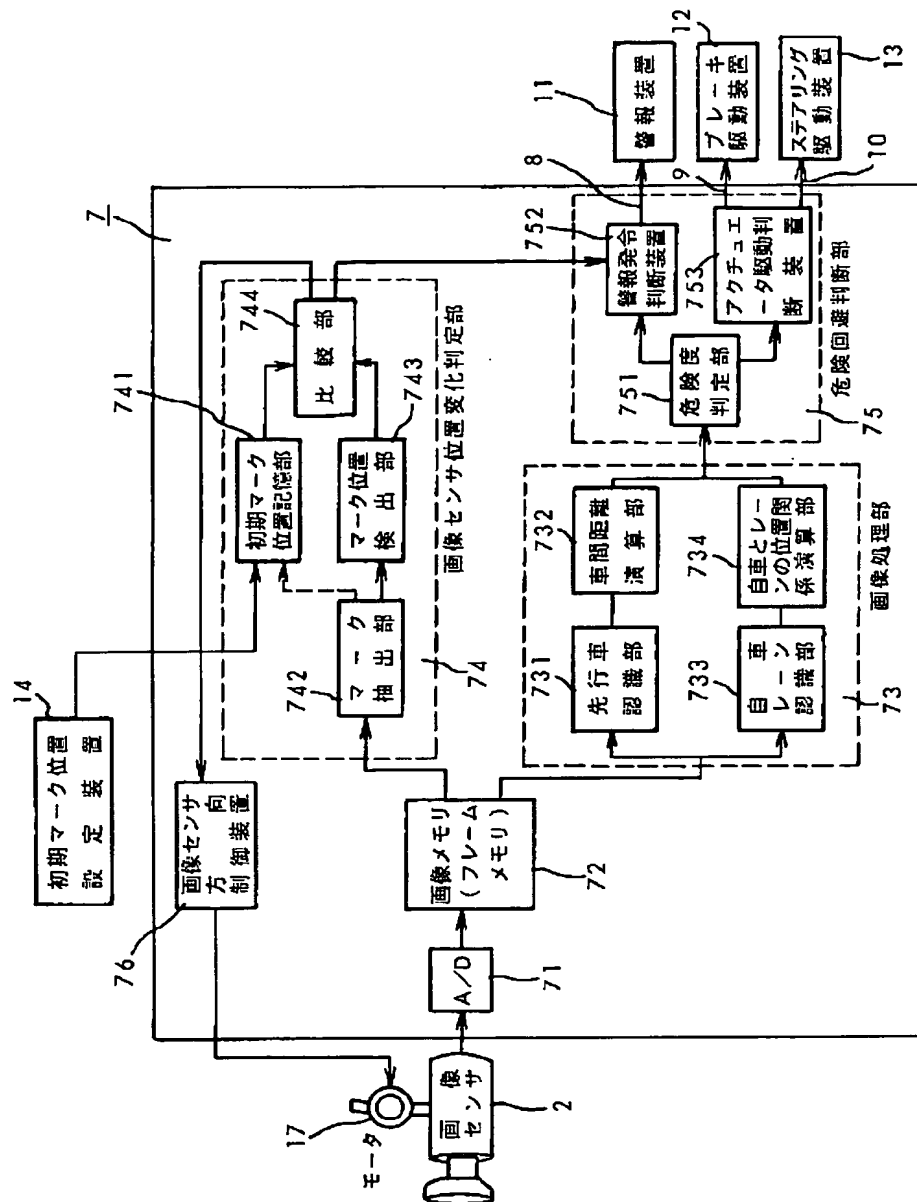 14
初期マーク位置
設定装置
7
76
画像センサ
方向
制御装置
741
初期マーク
位置記憶部
744
比較部
742
マーク
抽出部
743
マーク位置
検出部
74
画像センサ位置変化判定部
17
モータ
画像
センサ
2
A/D
71
画像メモリ
(フレーム
メモリ)
72
731
先行車
認識部
732
車間距離
演算部
733
自車
レーン
認識部
734
自車とレー
ンの位置関
係演算部
73
画像処理部
751
危険度
判定部
752
警報発令
判断装置
753
アクチュエ
ータ駆動判
断装置
75
危険回避判断部
8
9
10
11
警報装置
12
ブレーキ
駆動装置
13
ステアリング
駆動装置